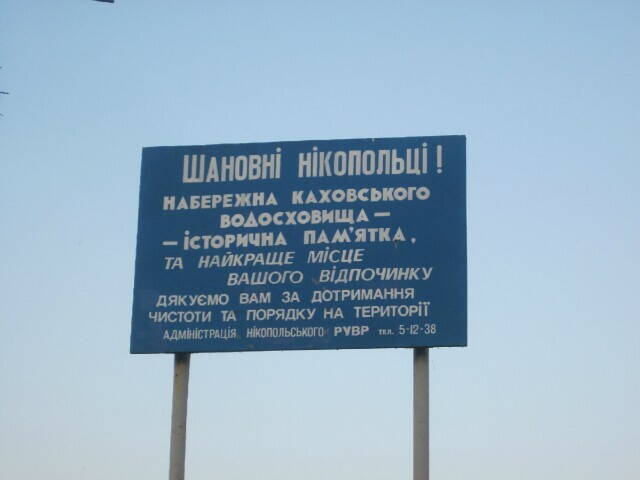 ШАНОВНІ НІКОПОЛЬЦІ!
НАБЕРЕЖНА КАХОВСЬКОГО
ВОДОСХОВИЩА —
— ІСТОРИЧНА ПАМ'ЯТКА,
ТА НАЙКРАЩЕ МІСЦЕ
ВАШОГО ВІДПОЧИНКУ
ДЯКУЄМО ВАМ ЗА ДОТРИМАННЯ
ЧИСТОТИ ТА ПОРЯДКУ НА ТЕРИТОРІЇ
АДМІНІСТРАЦІЯ НІКОПОЛЬСЬКОГО РУВР ТЕЛ. 5-12-38